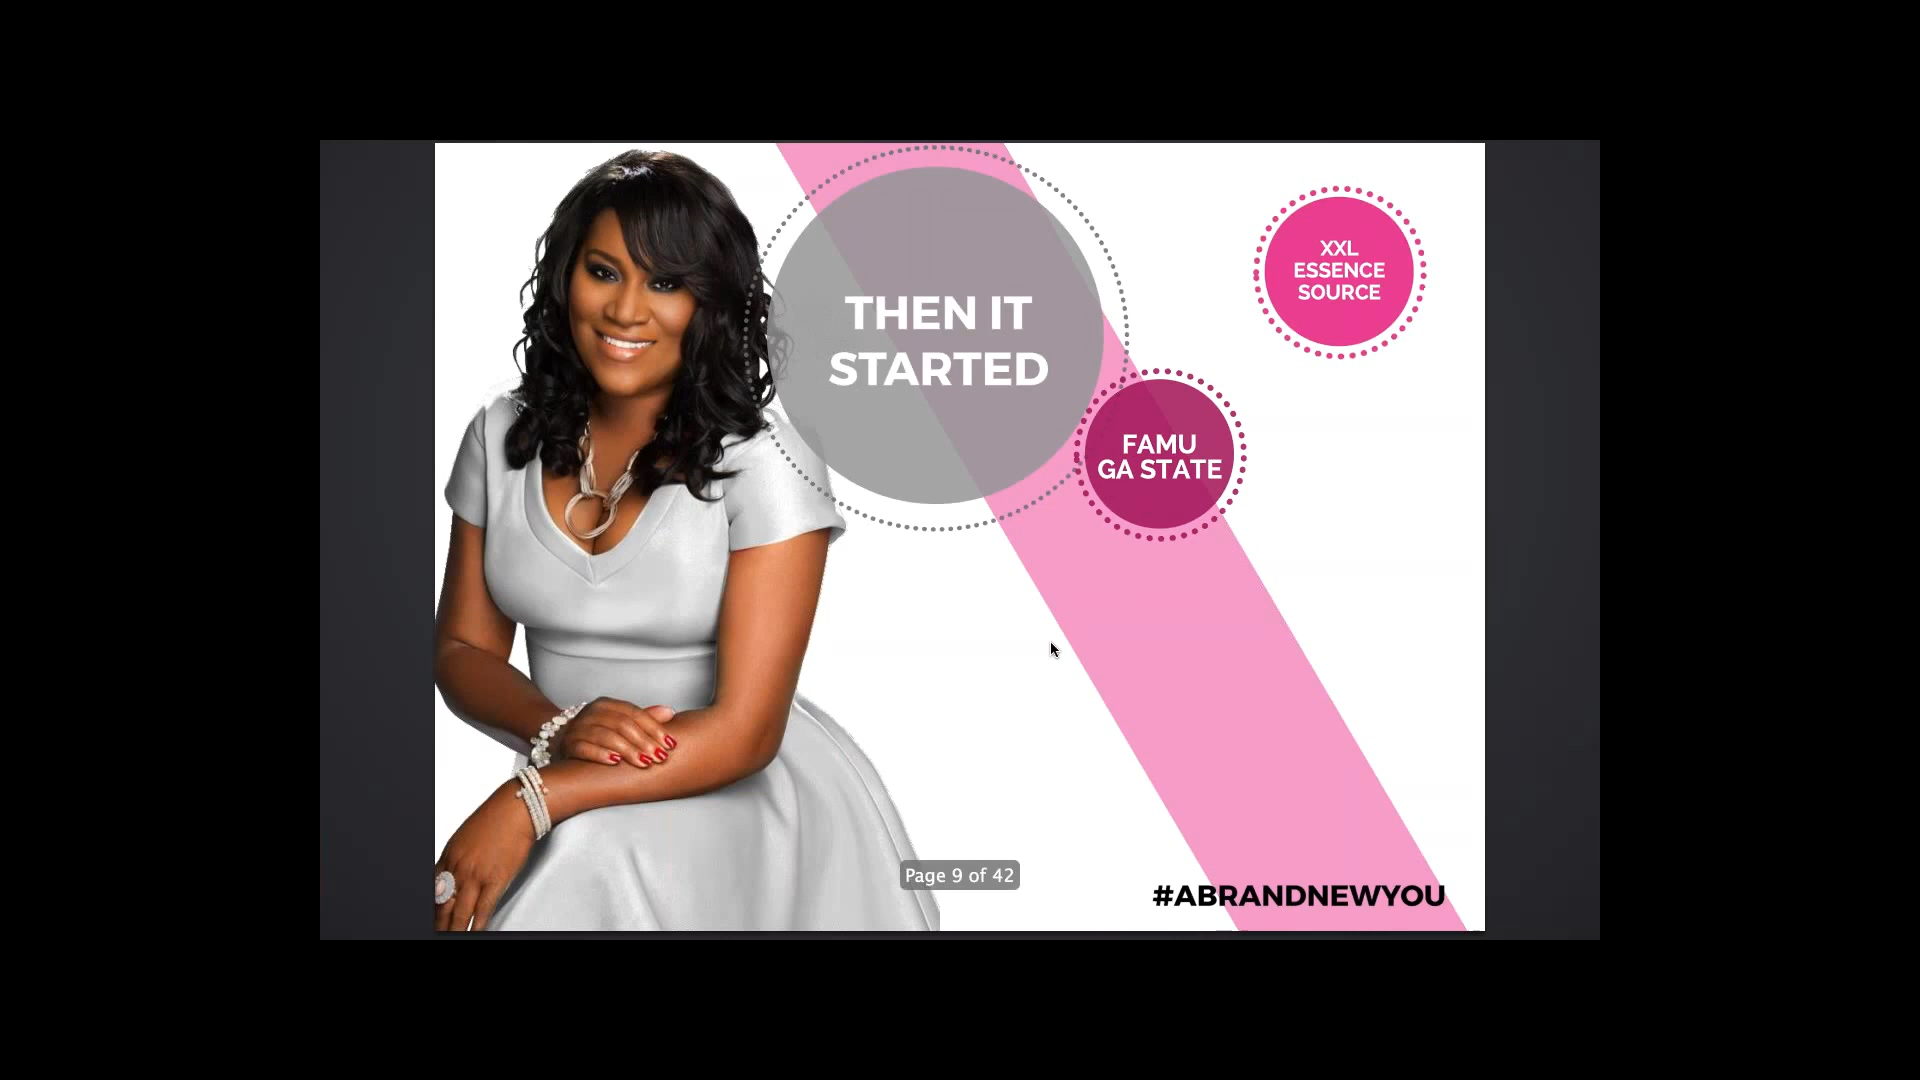 THEN IT
STARTED
XXL
ESSENCE
SOURCE
FAMU
GA STATE
Page 9 of 42
#ABRANDNEWYOU